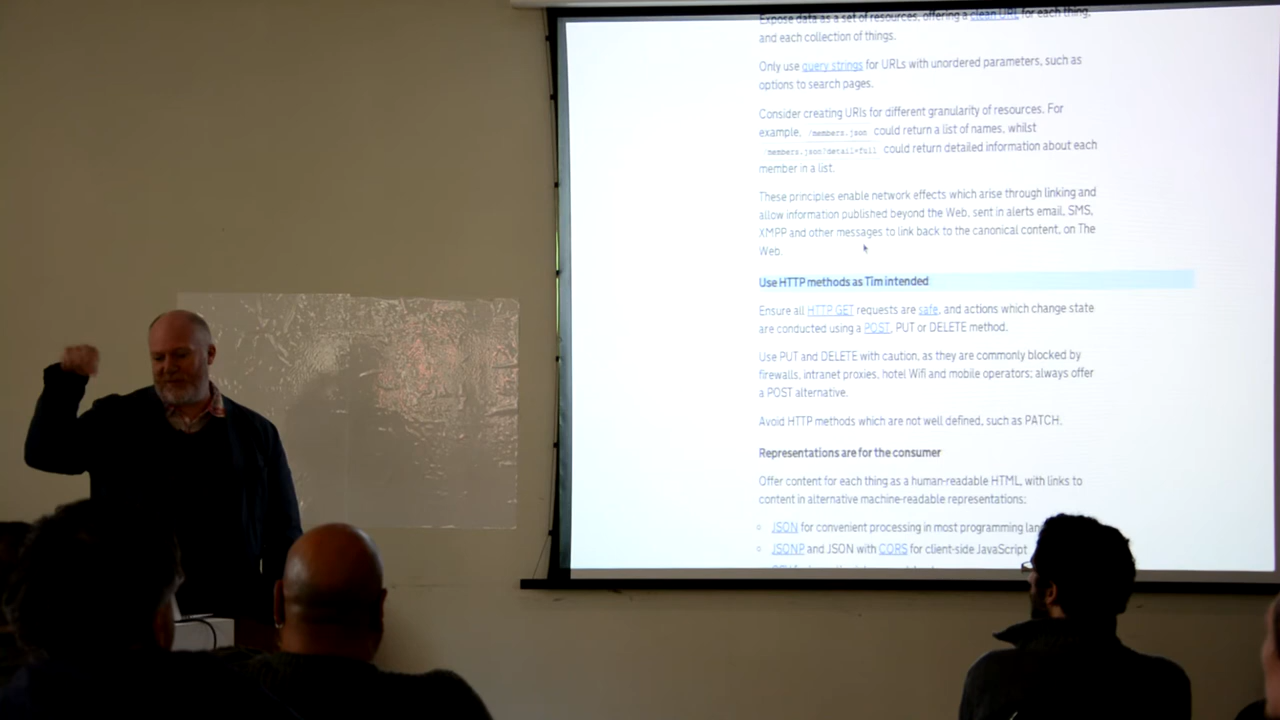 Expose data as a set of resources, offering a clean URL for each thing,
and each collection of things.
Only use query strings for URLs with unordered parameters, such as
options to search pages.
Consider creating URIs for different granularity of resources. For
example, /members.json could return a list of names, whilst
/members.json?detail=full could return detailed information about each
member in a list.
These principles enable network effects which arise through linking and
allow information published beyond the Web, sent in alerts email, SMS,
XMPP and other messages to link back to the canonical content, on The
Web.
Use HTTP methods as Tim intended
Ensure all HTTP GET requests are safe, and actions which change state
are conducted using a POST, PUT or DELETE method.
Use PUT and DELETE with caution, as they are commonly blocked by
firewalls, intranet proxies, hotel Wifi and mobile operators; always offer
a POST alternative.
Avoid HTTP methods which are not well defined, such as PATCH.
Representations are for the consumer
Offer content for each thing as a human-readable HTML, with links to
content in alternative machine-readable representations:
JSON for convenient processing in most programming
JSONP and JSON with CORS for client-side JavaScript